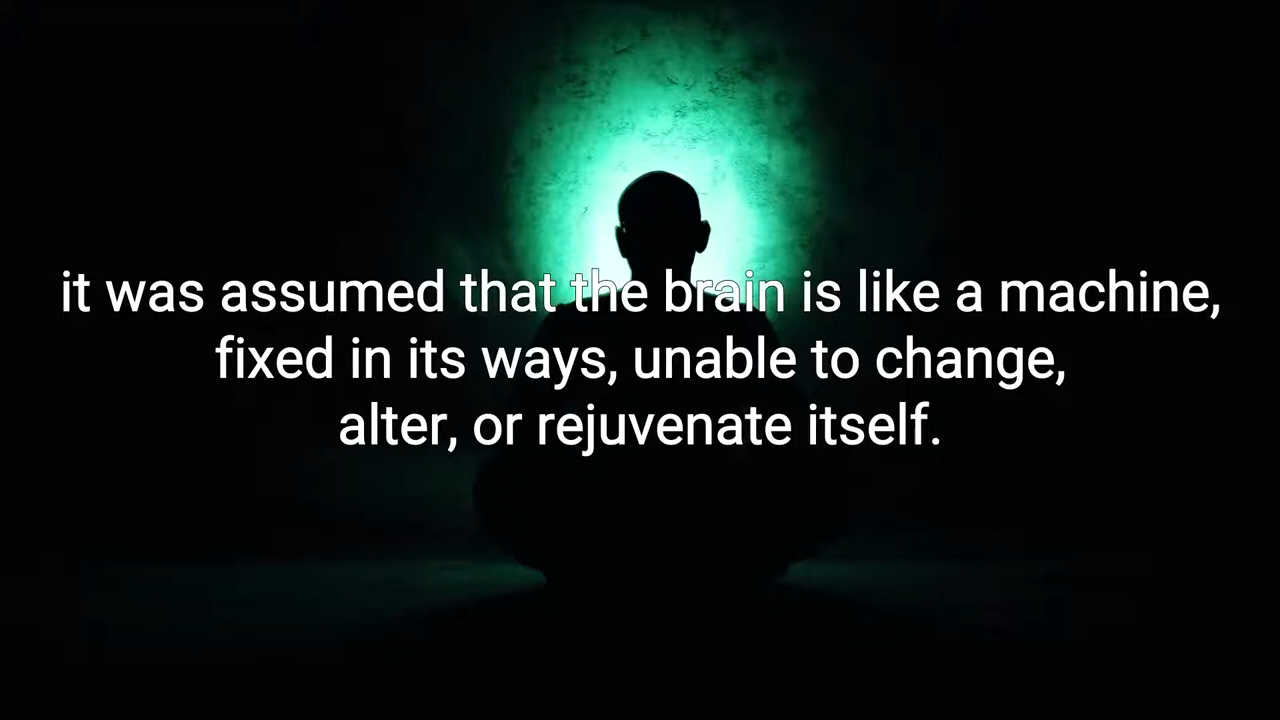 it was assumed that the brain is like a machine,
fixed in its ways, unable to change,
alter, or rejuvenate itself.